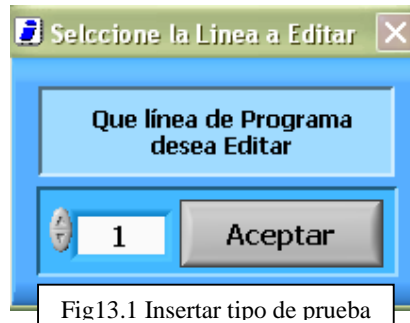 Selccione la Linea a Editar
Que línea de Programa
desea Editar
1
Aceptar
Fig13.1 Insertar tipo de prueba